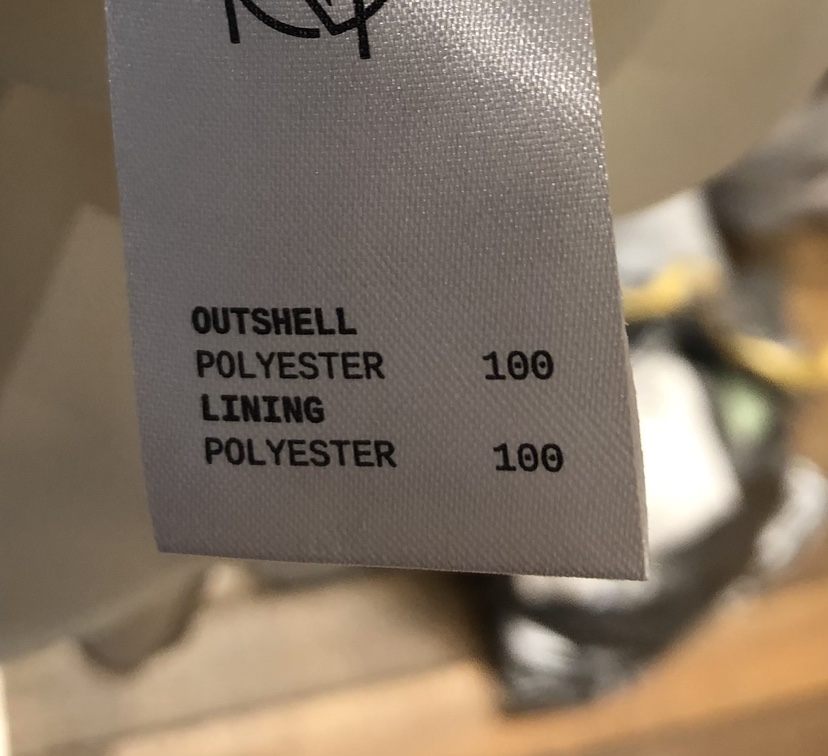 OUTSHELL
POLYESTER 100
LINING
POLYESTER 100